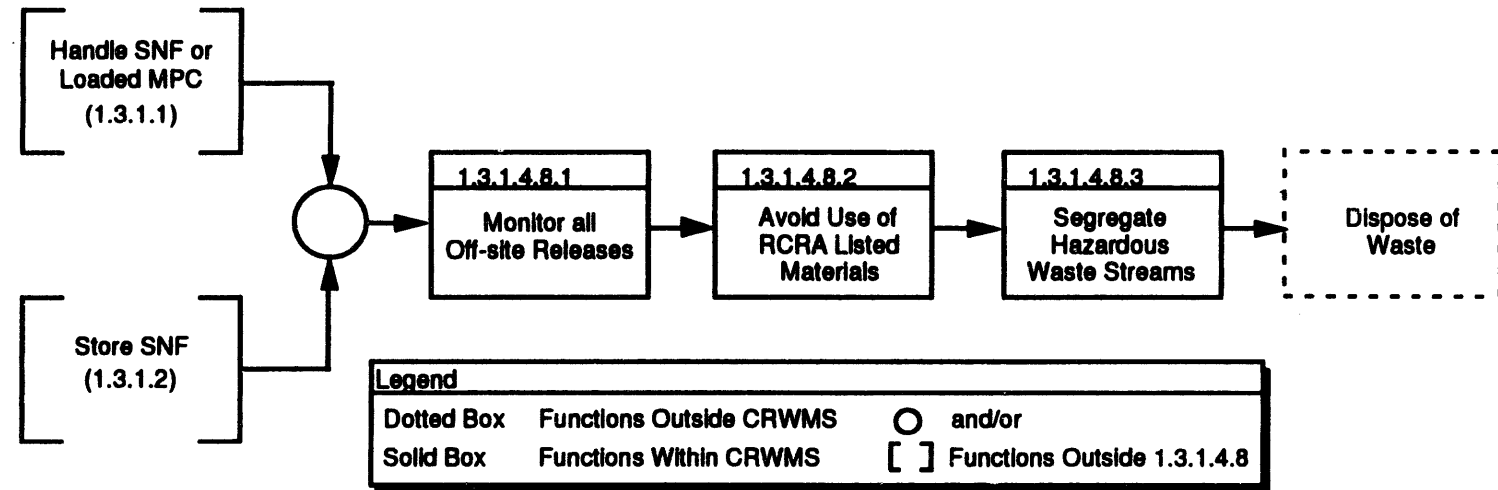 Handle SNF or
Loaded MPC
(1.3.1.1)
1.3.1.4.8.1
Monitor all
Off-site Releases
1.3.1.4.8.2
Avoid Use of
RCRA Listed
Materials
1.3.1.4.8.3
Segregate
Hazardous
Waste Streams
Dispose of
Waste
Store SNF
(1.3.1.2)
Legend
Dotted Box Functions Outside CRWMS and/or
Solid Box Functions Within CRWMS [ ] Functions Outside 1.3.1.4.8